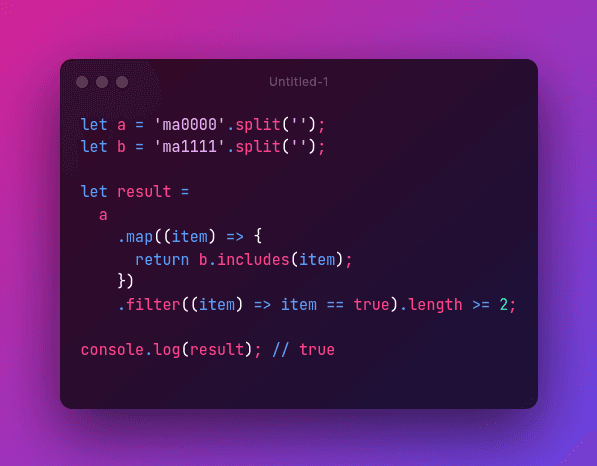 Untitled-1
let a = 'ma0000'.split('');
let b = 'ma1111'.split('');
let result =
a
.map((item) => {
return b.includes(item);
})
.filter((item) => item == true).length >= 2;
console.log(result); // true